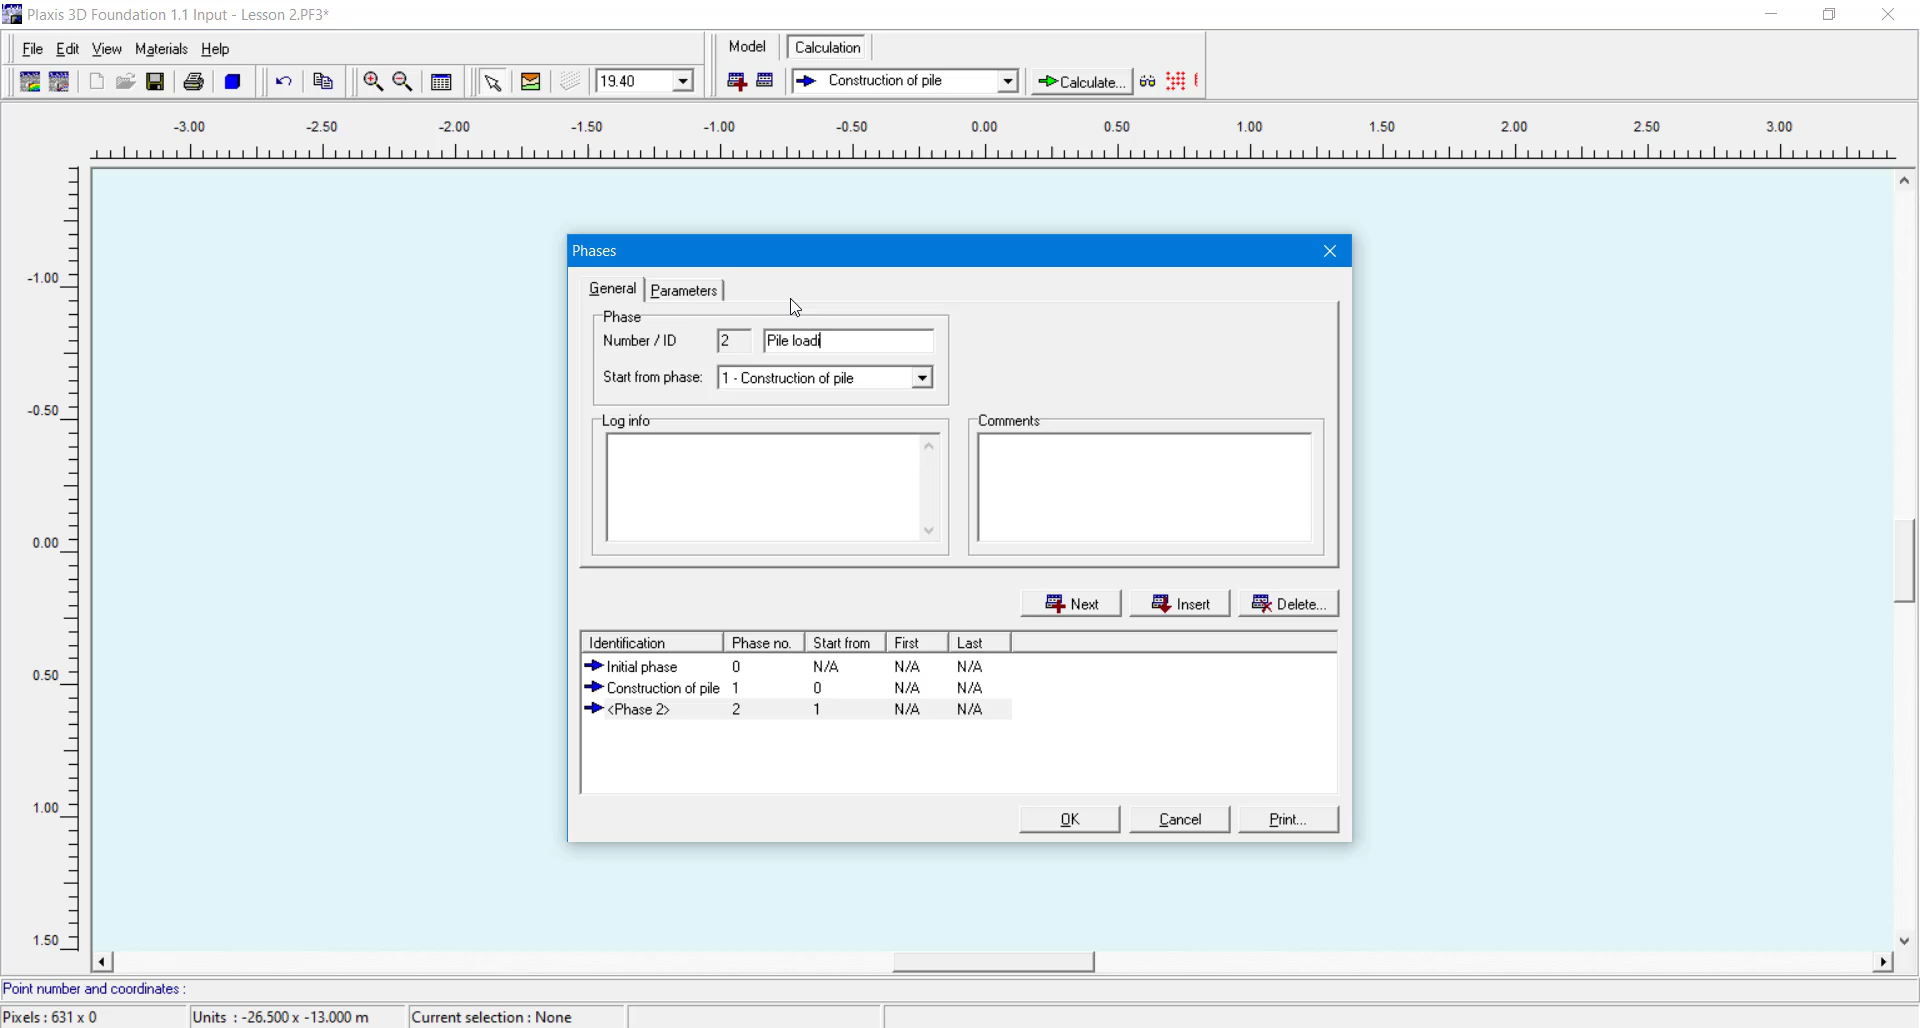 Plaxis 3D Foundation 1.1 Input - Lesson 2.PF3*
File Edit View Materials Help
Model Calculation
19.40
Construction of pile
Calculate...
-3.00 -2.50 -2.00 -1.50 -1.00 -0.50 0.00 0.50 1.00 1.50 2.00 2.50 3.00
-1.00
-0.50
0.00
0.50
1.00
1.50
Phases
General Parameters
Phase
Number / ID 2 Pile loadi
Start from phase: 1 - Construction of pile
Log info
Comments
Next Insert Delete...
Identification Phase no. Start from First Last
Initial phase 0 N/A N/A N/A
Construction of pile 1 0 N/A N/A
<Phase 2> 2 1 N/A N/A
OK Cancel Print...
Point number and coordinates :
Pixels : 631 x 0 Units : -26.500 x -13.000 m Current selection : None